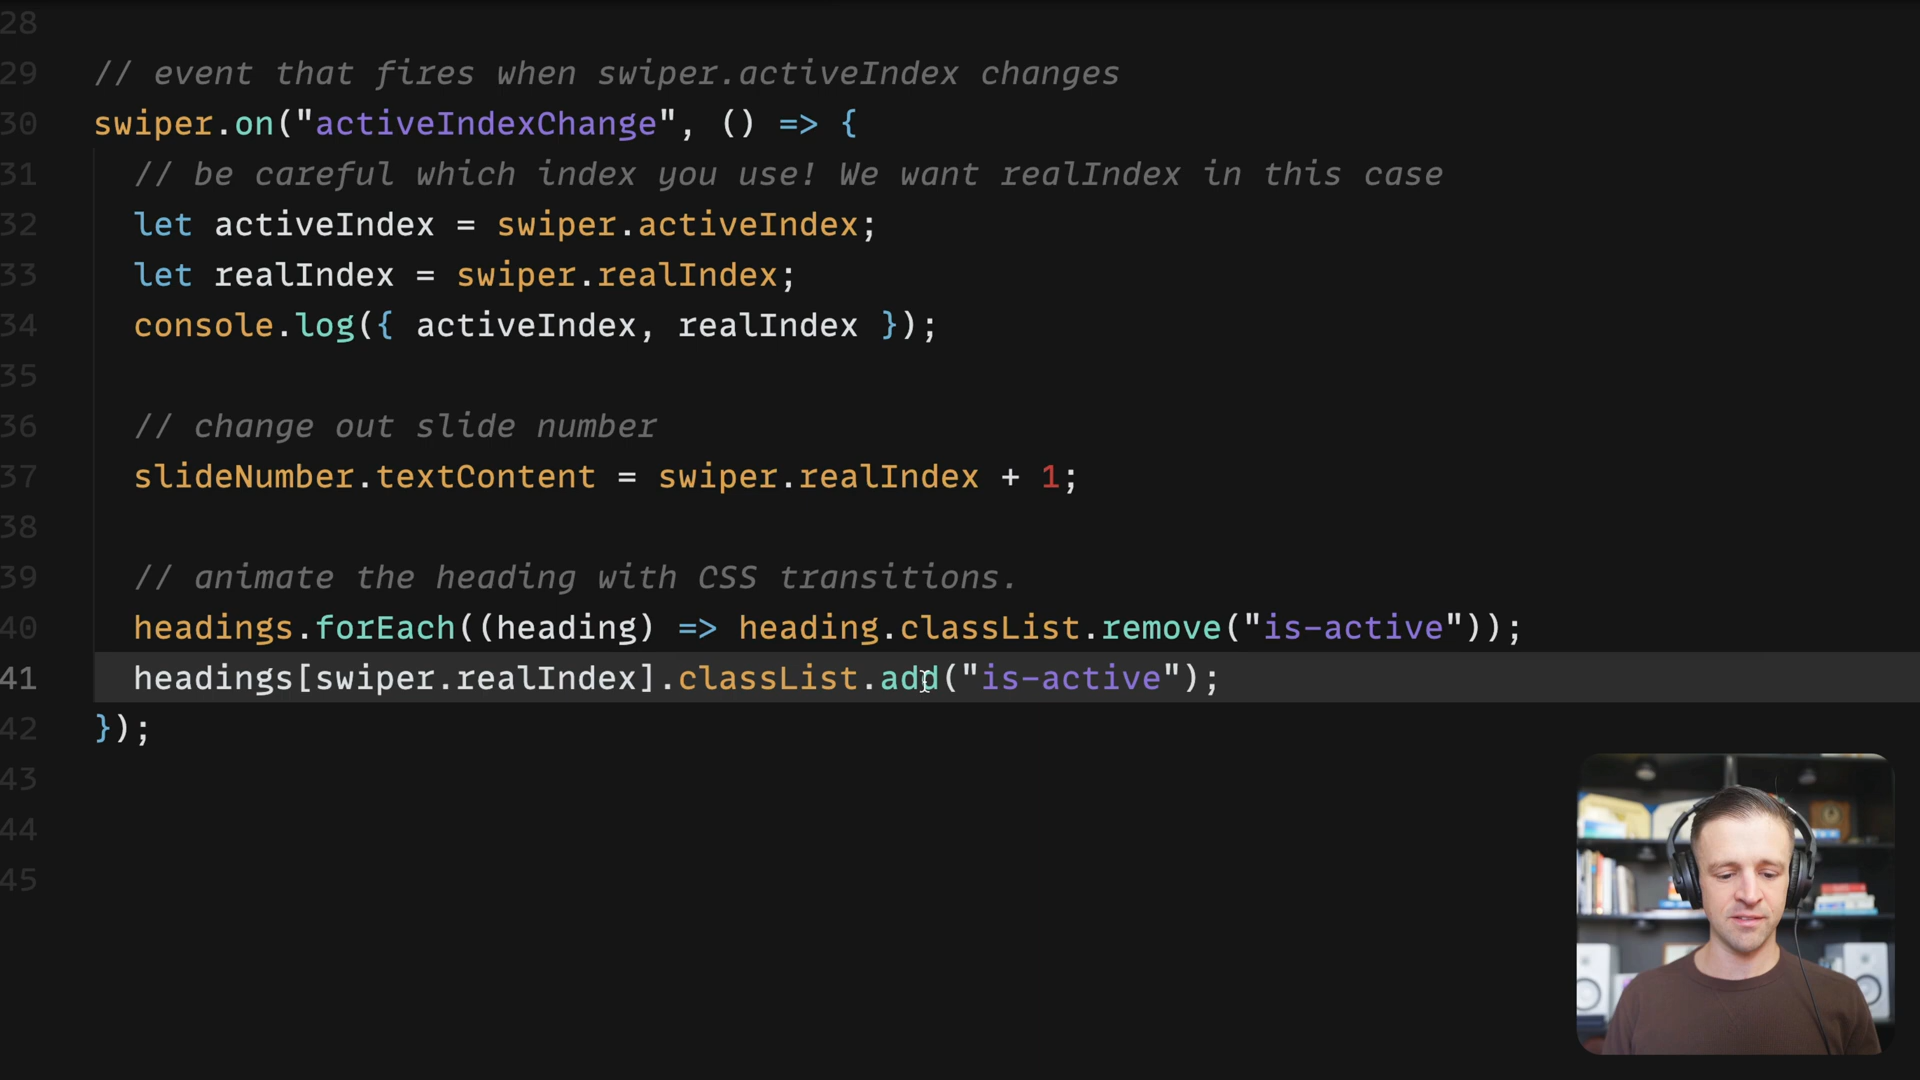 28
29 // event that fires when swiper.activeIndex changes
30 swiper.on("activeIndexChange", () => {
31 // be careful which index you use! We want realIndex in this case
32 let activeIndex = swiper.activeIndex;
33 let realIndex = swiper.realIndex;
34 console.log({ activeIndex, realIndex });
35
36 // change out slide number
37 slideNumber.textContent = swiper.realIndex + 1;
38
39 // animate the heading with CSS transitions.
40 headings.forEach((heading) => heading.classList.remove("is-active"));
41 headings[swiper.realIndex].classList.add("is-active");
42 });
43
44
45